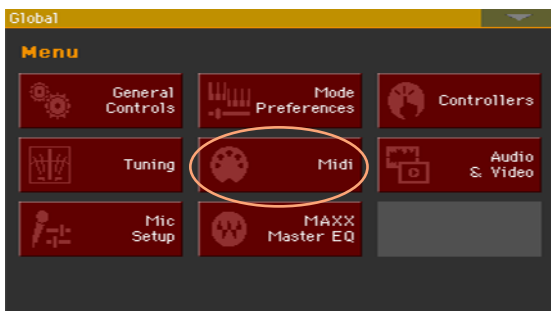 Global
Menu
General
Controls
Mode
Preferences
Controllers
Tuning
Midi
Audio
& Video
Mic
Setup
MAXX
Master EQ